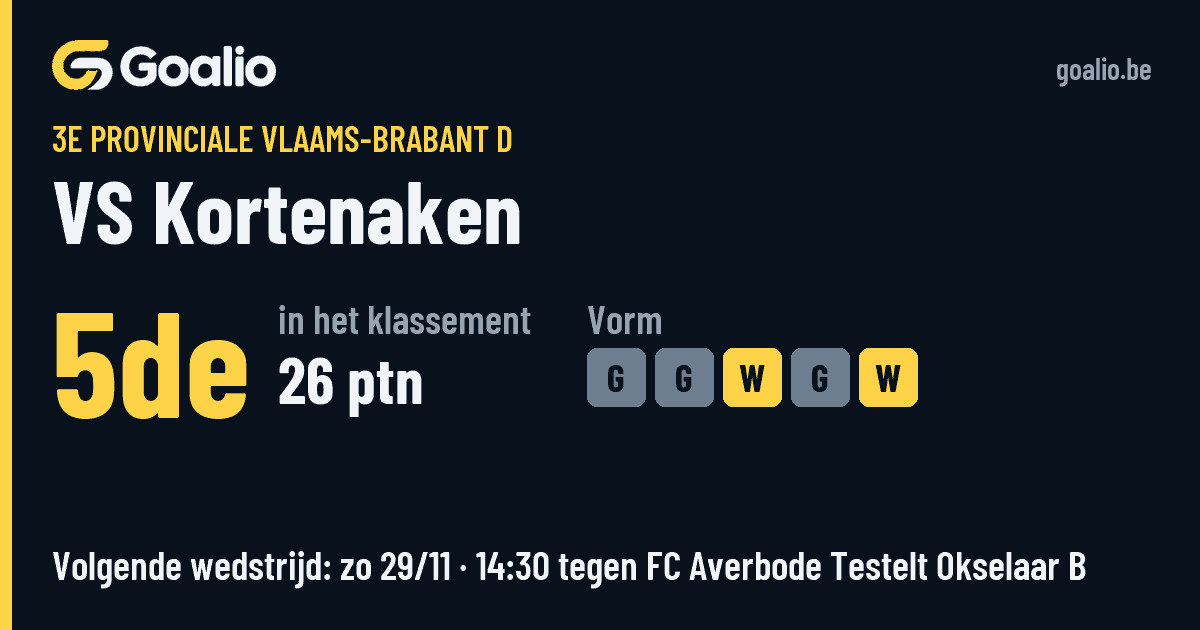 Goalio
goalio.be
3E PROVINCIALE VLAAMS-BRABANT D
VS Kortenaken
5de
in het klassement
26 ptn
Vorm
G G W G W
Volgende wedstrijd: zo 29/11 · 14:30 tegen FC Averbode Testelt Okselaar B